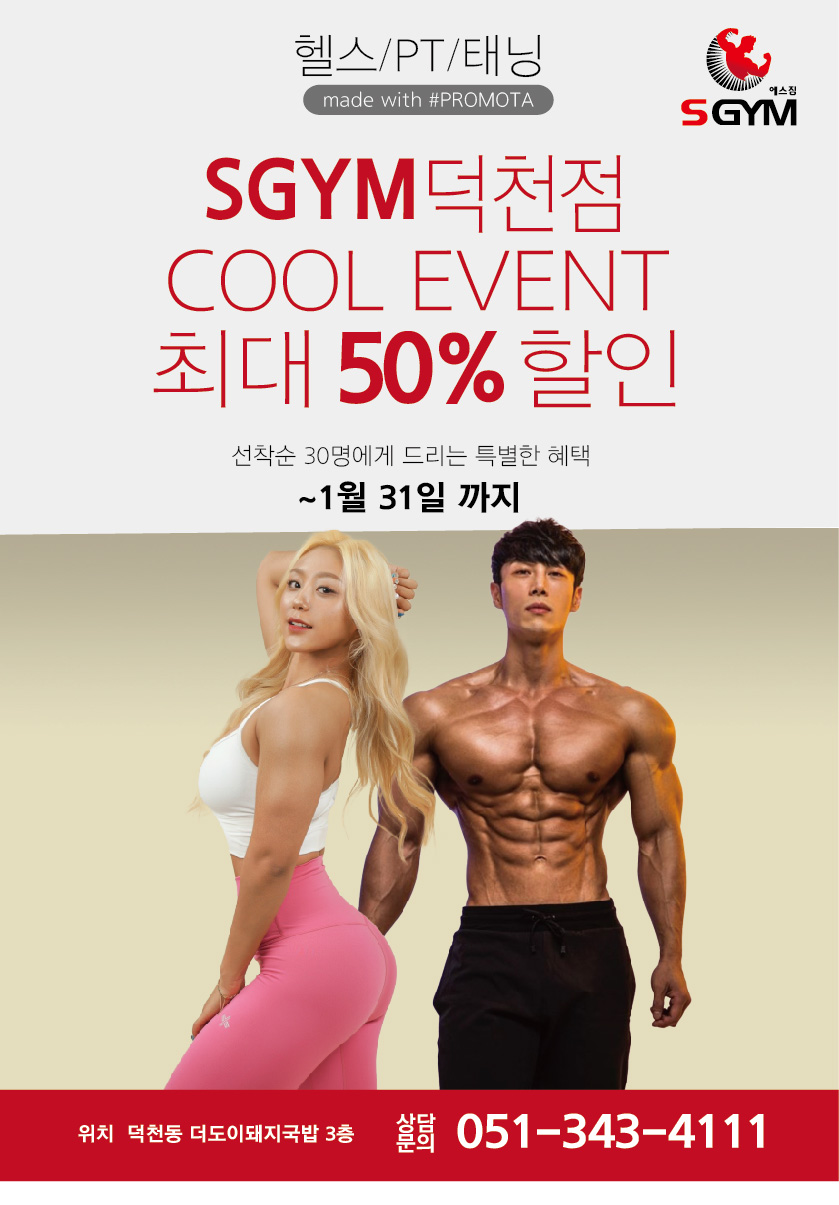 헬스/PT/태닝
made with #PROMOTA
에스짐
SGYM
SGYM덕천점
COOL EVENT
최대 50% 할인
선착순 30명에게 드리는 특별한 혜택
~1월 31일 까지
위치 덕천동 더도이돼지국밥 3층
상담
문의
051-343-4111